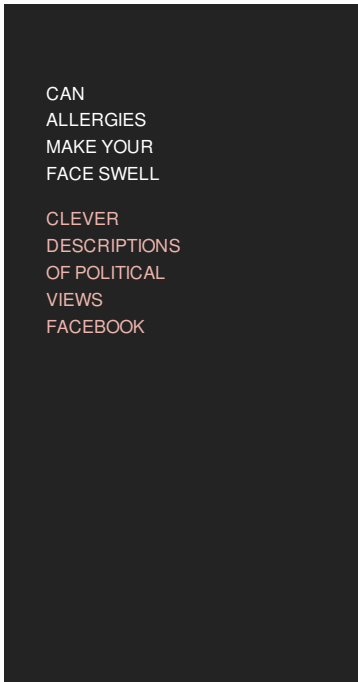 CAN
ALLERGIES
MAKE YOUR
FACE SWELL
CLEVER
DESCRIPTIONS
OF POLITICAL
VIEWS
FACEBOOK